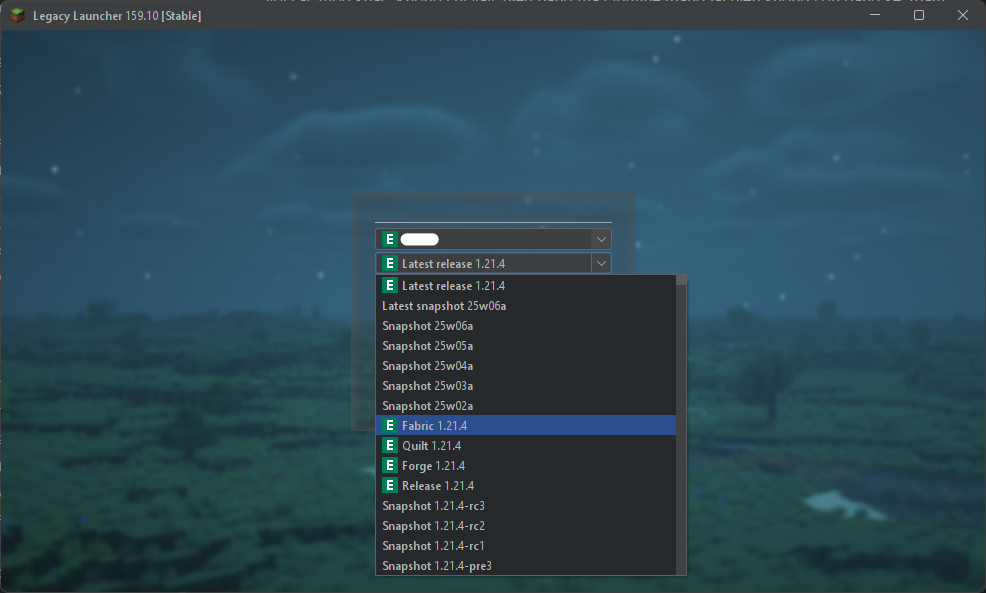 Legacy Launcher 159.10 [Stable]
E
E Latest release 1.21.4
E Latest release 1.21.4
Latest snapshot 25w06a
Snapshot 25w06a
Snapshot 25w05a
Snapshot 25w04a
Snapshot 25w03a
Snapshot 25w02a
E Fabric 1.21.4
E Quilt 1.21.4
E Forge 1.21.4
E Release 1.21.4
Snapshot 1.21.4-rc3
Snapshot 1.21.4-rc2
Snapshot 1.21.4-rc1
Snapshot 1.21.4-pre3